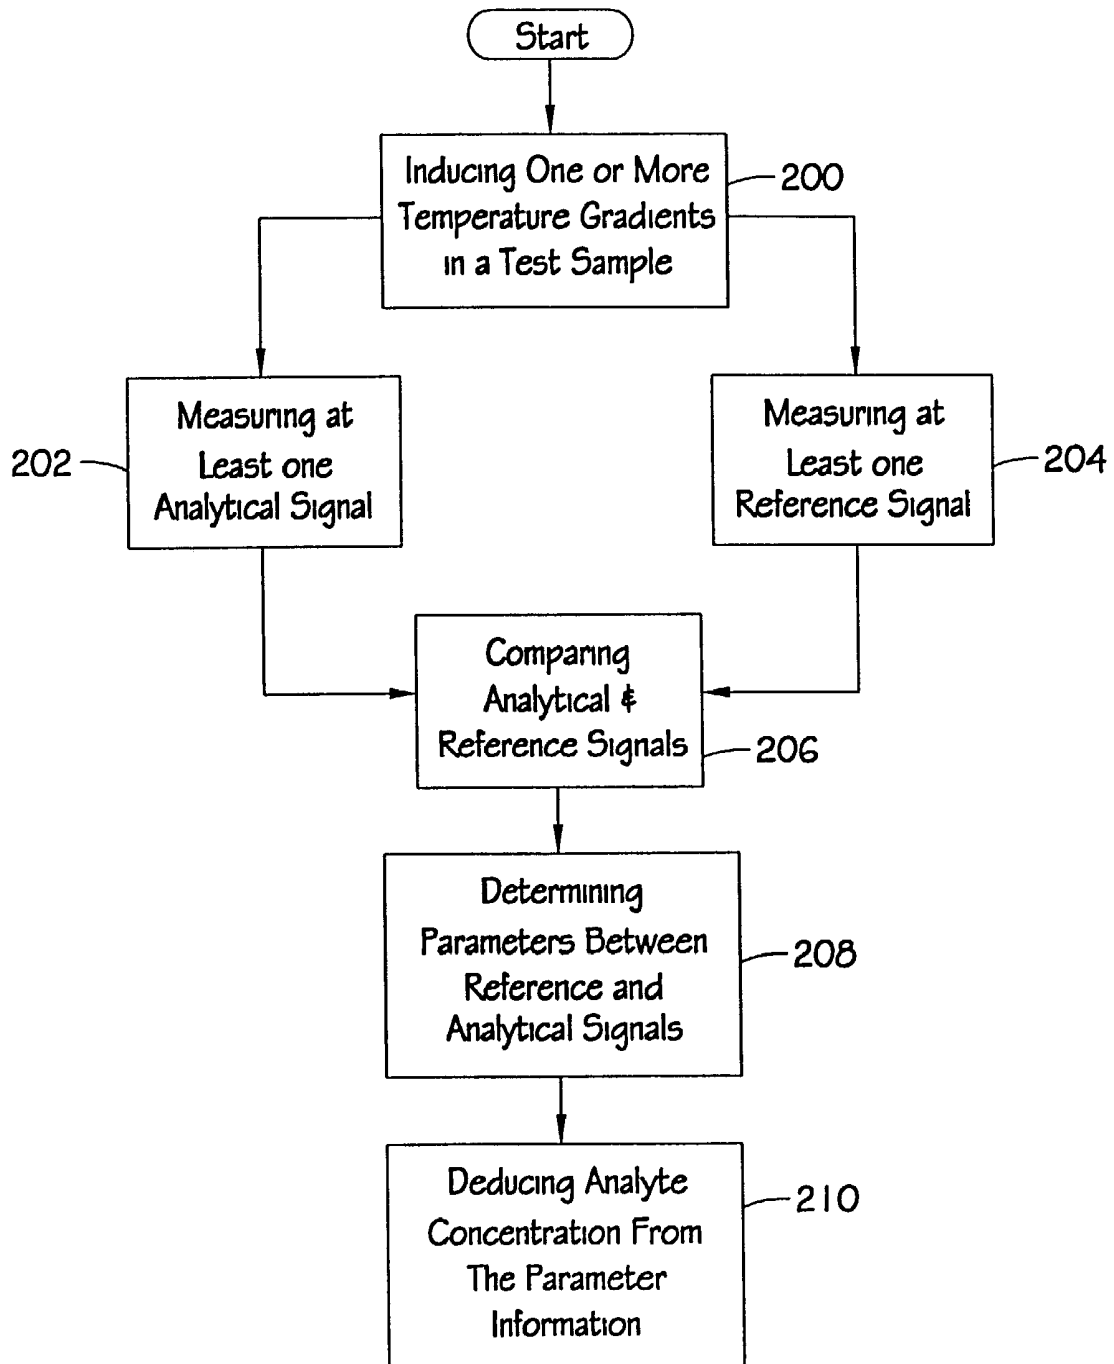 Start
Inducing One or More
Temperature Gradients
in a Test Sample
200
Measuring at
Least one
Analytical Signal
202
Measuring at
Least one
Reference Signal
204
Comparing
Analytical &
Reference Signals
206
Determining
Parameters Between
Reference and
Analytical Signals
208
Deducing Analyte
Concentration From
The Parameter
Information
210